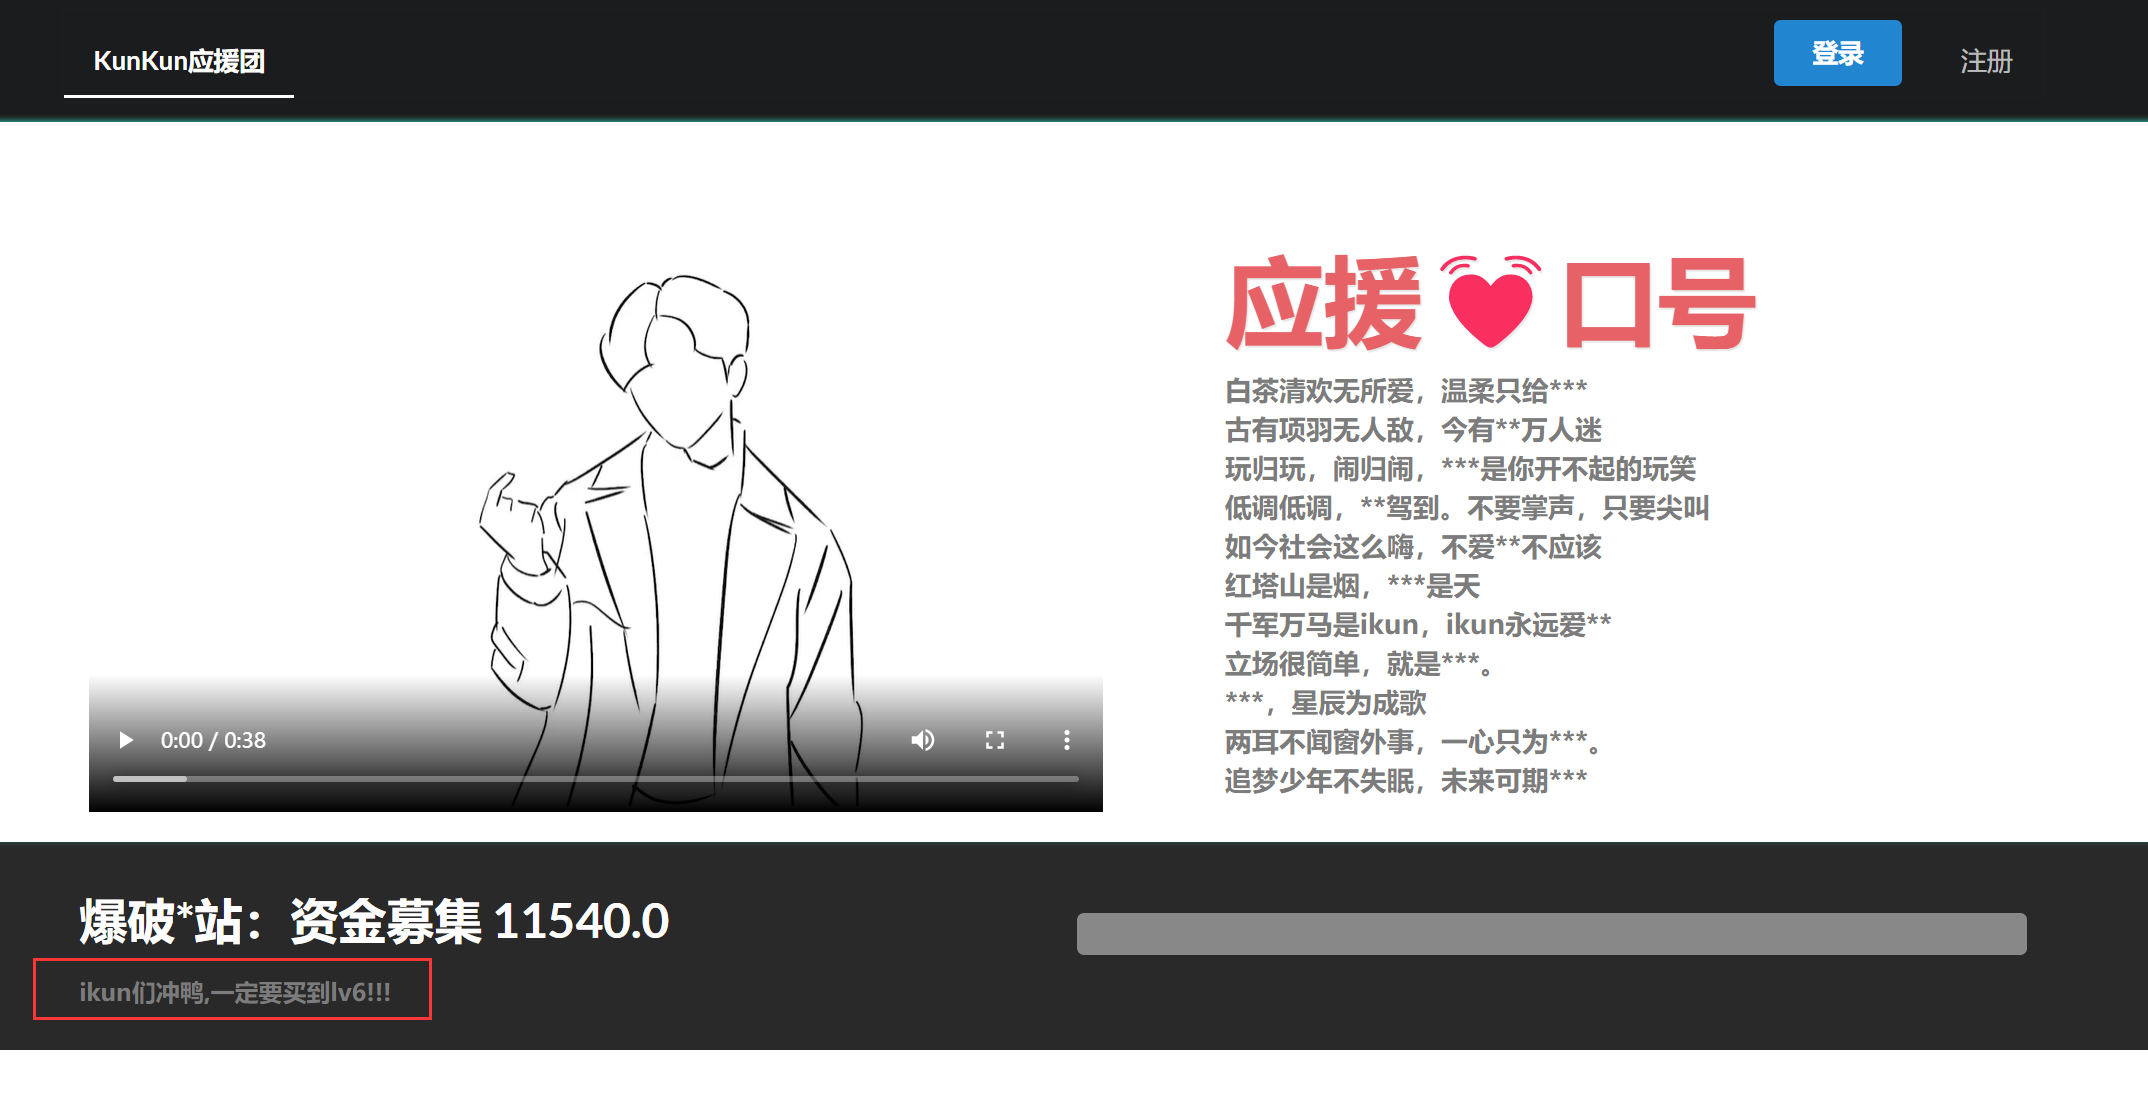 KunKun应援团
登录
注册
应援💓口号
白茶清欢无所爱，温柔只给***
古有项羽无人敌，今有**万人迷
玩归玩，闹归闹，***是你开不起的玩笑
低调低调，**驾到。不要掌声，只要尖叫
如今社会这么嗨，不爱**不应该
红塔山是烟，***是天
千军万马是ikun，ikun永远爱**
立场很简单，就是***。
***，星辰为成歌
两耳不闻窗外事，一心只为***。
追梦少年不失眠，未来可期***
0:00 / 0:38
爆破*站：资金募集 11540.0
ikun们冲鸭,一定要买到lv6!!!